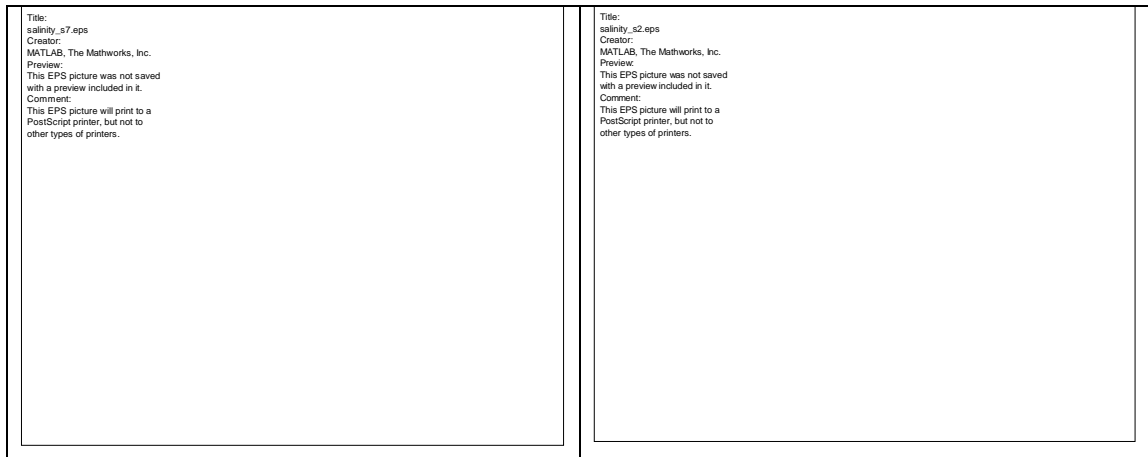 Title:
salinity_s7.eps
Creator:
MATLAB, The Mathworks, Inc.
Preview:
This EPS picture was not saved
with a preview included in it.
Comment:
This EPS picture will print to a
PostScript printer, but not to
other types of printers.
Title:
salinity_s2.eps
Creator:
MATLAB, The Mathworks, Inc.
Preview:
This EPS picture was not saved
with a preview included in it.
Comment:
This EPS picture will print to a
PostScript printer, but not to
other types of printers.